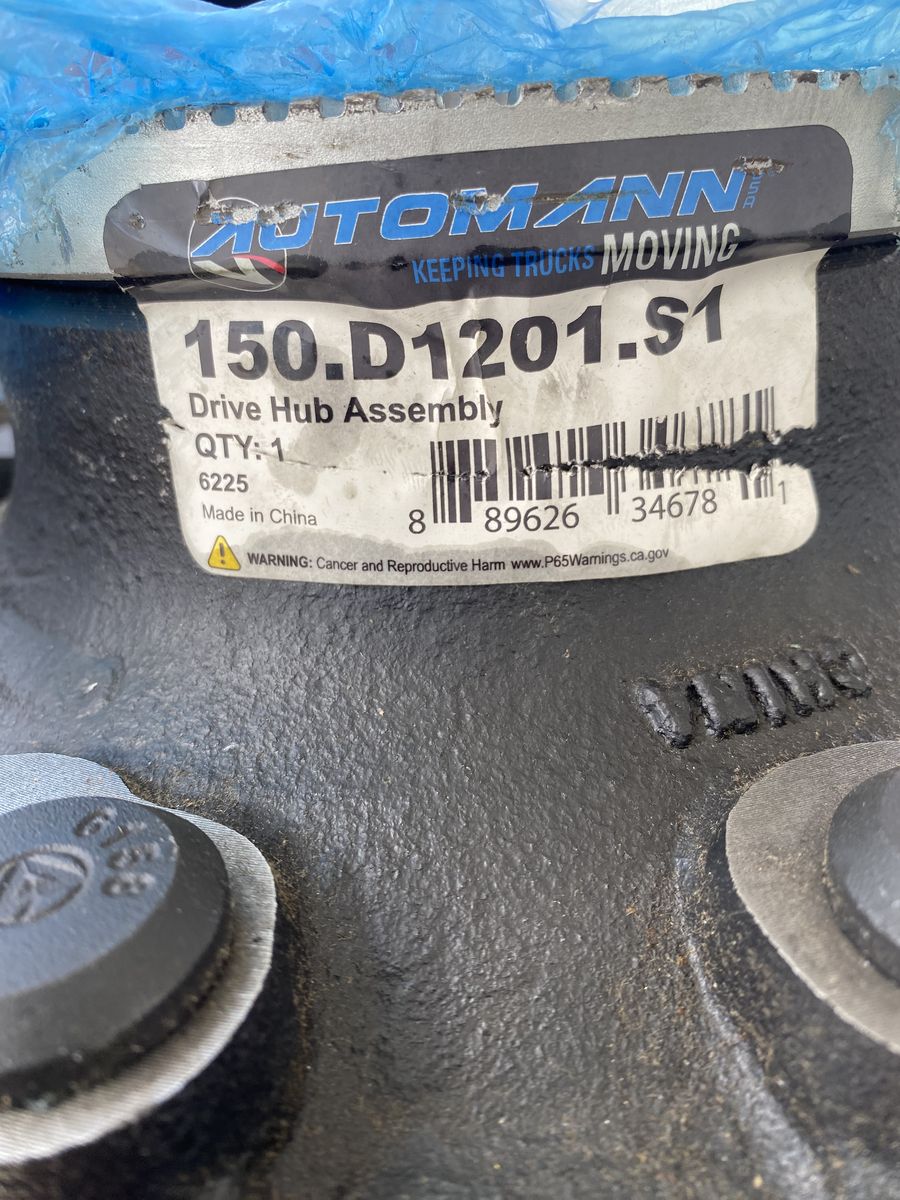 AUTOMANN USA
KEEPING TRUCKS MOVING
150.D1201.S1
Drive Hub Assembly
QTY: 1
6225
Made in China
8 89626 34678 1
WARNING: Cancer and Reproductive Harm www.P65Warnings.ca.gov